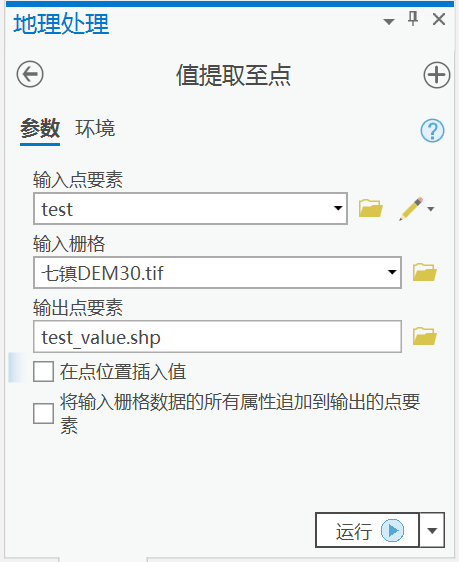 地理处理
值提取至点
参数 环境
输入点要素
test
输入栅格
七镇DEM30.tif
输出点要素
test_value.shp
在点位置插入值
将输入栅格数据的所有属性追加到输出的点要
素
运行